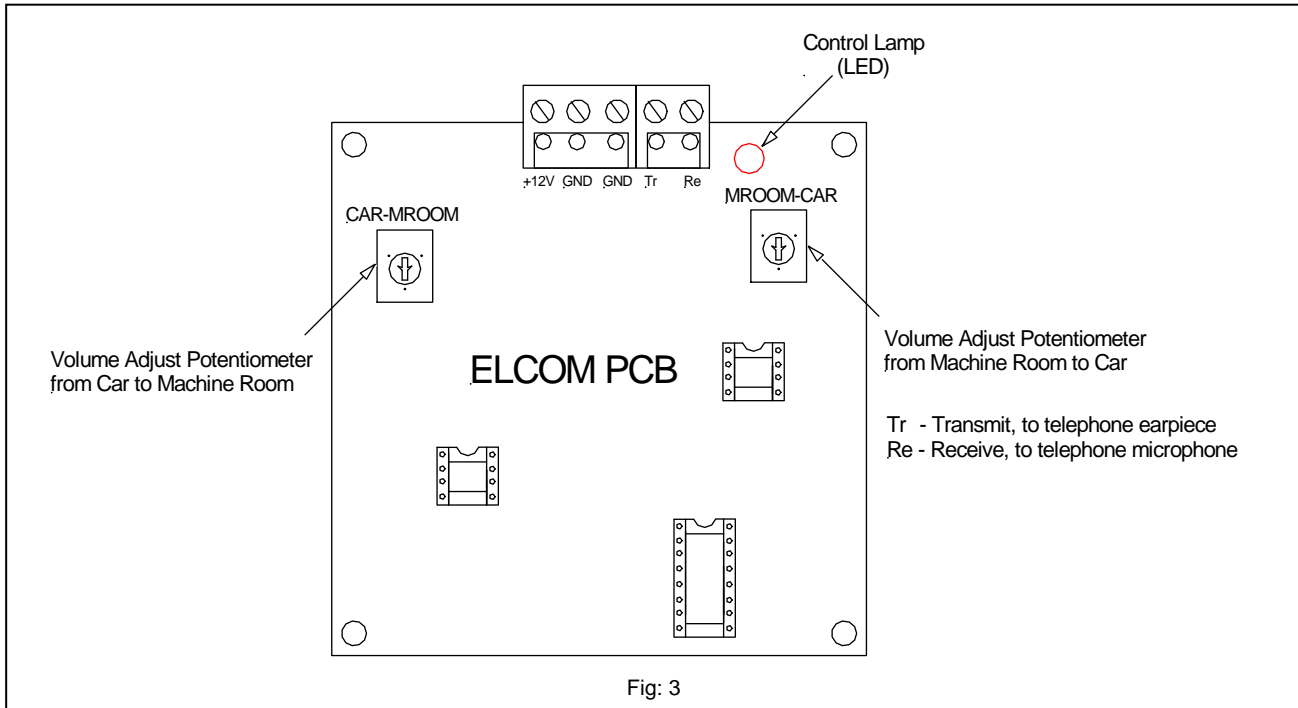 Control Lamp
(LED)
+12V GND GND Tr Re
CAR-MROOM
MROOM-CAR
Volume Adjust Potentiometer
from Car to Machine Room
ELCOM PCB
Volume Adjust Potentiometer
from Machine Room to Car
Tr - Transmit, to telephone earpiece
Re - Receive, to telephone microphone
Fig: 3